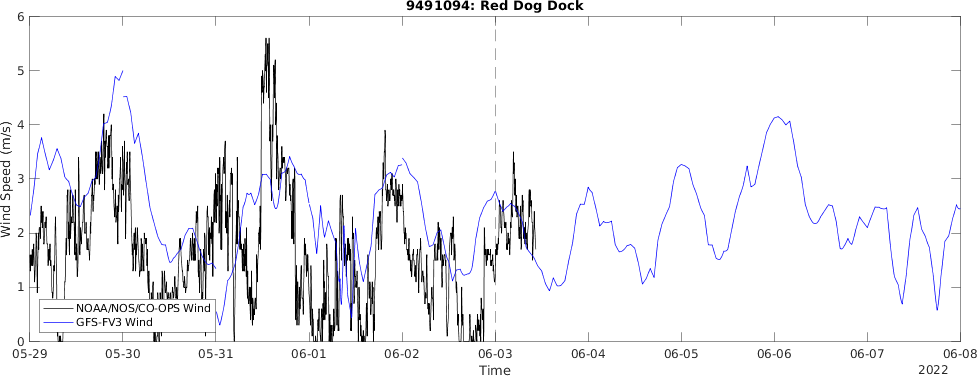 9491094: Red Dog Dock
Wind Speed (m/s)
6
5
4
3
2
1
0
NOAA/NOS/CO-OPS Wind
GFS-FV3 Wind
05-29 05-30 05-31 06-01 06-02 06-03 06-04 06-05 06-06 06-07 06-08
Time
2022